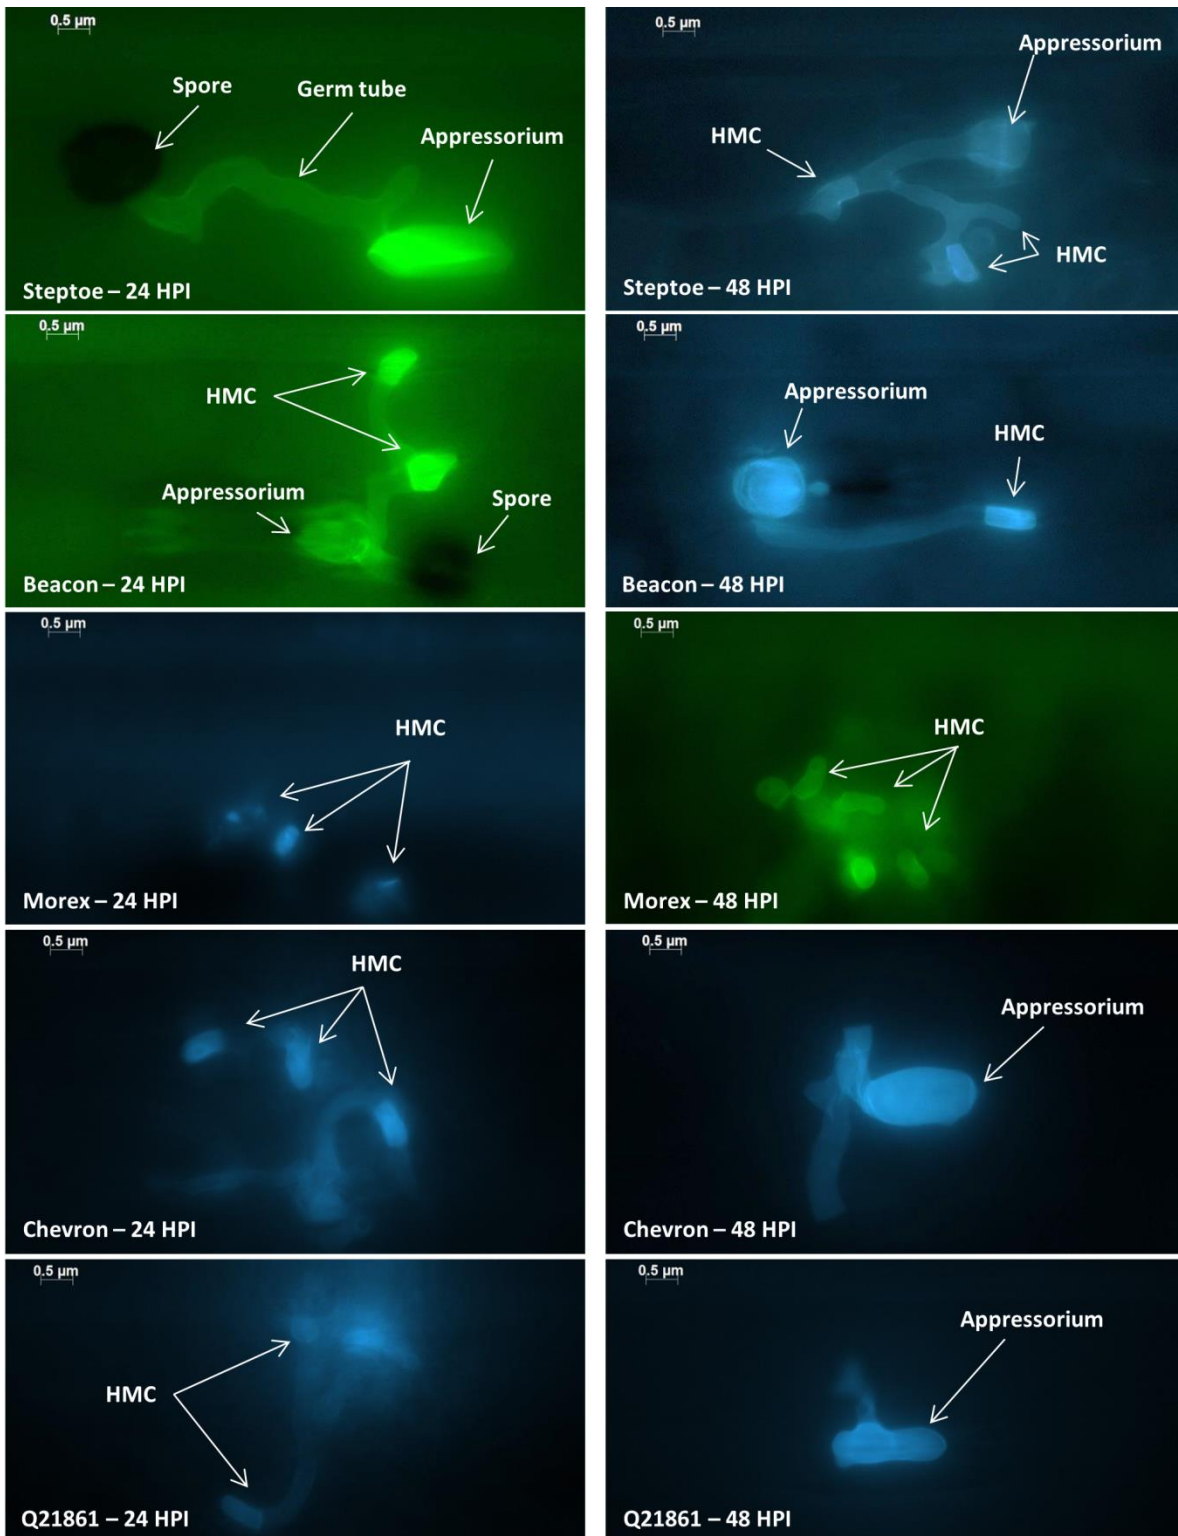 0.5 µm
Spore
Germ tube
Appressorium
Steptoe – 24 HPI
0.5 µm
Appressorium
HMC
HMC
Steptoe – 48 HPI
0.5 µm
HMC
Appressorium
Spore
Beacon – 24 HPI
0.5 µm
Appressorium
HMC
Beacon – 48 HPI
0.5 µm
HMC
Morex – 24 HPI
0.5 µm
HMC
Morex – 48 HPI
0.5 µm
HMC
Chevron – 24 HPI
0.5 µm
Appressorium
Chevron – 48 HPI
0.5 µm
HMC
Q21861 – 24 HPI
0.5 µm
Appressorium
Q21861 – 48 HPI